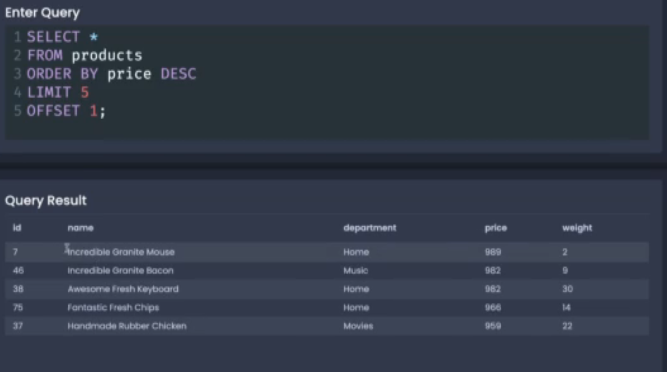 Enter Query
1 SELECT *
2 FROM products
3 ORDER BY price DESC
4 LIMIT 5
5 OFFSET 1;
Query Result
id name department price weight
7 Incredible Granite Mouse Home 989 2
46 Incredible Granite Bacon Music 982 9
38 Awesome Fresh Keyboard Home 982 30
75 Fantastic Fresh Chips Home 966 14
37 Handmade Rubber Chicken Movies 959 22